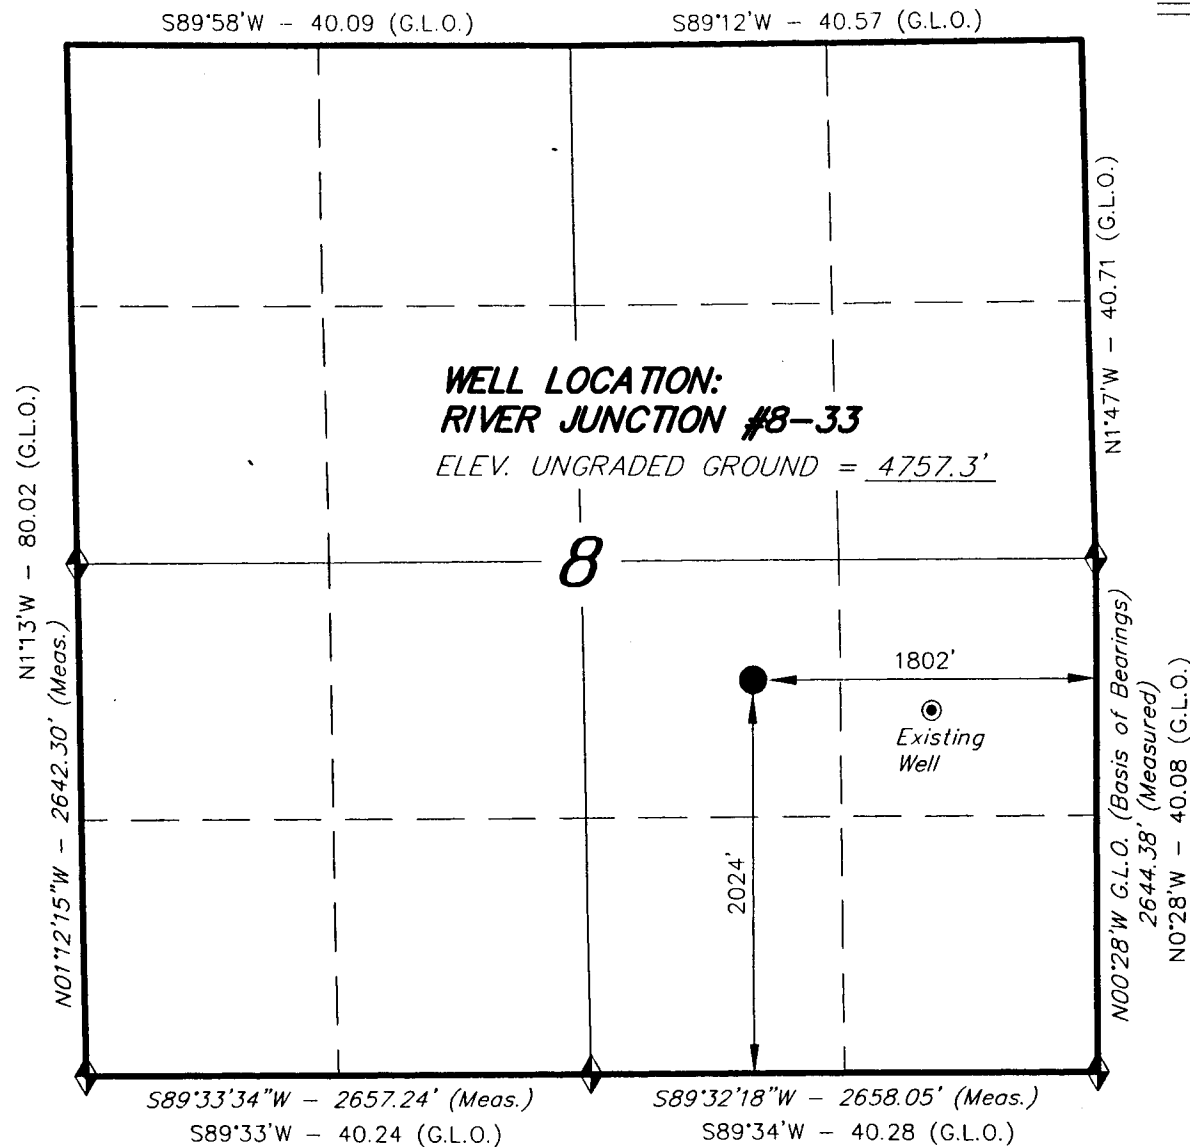 S89°58'W - 40.09 (G.L.O.)
S89°12'W - 40.57 (G.L.O.)
N1°47'W - 40.71 (G.L.O.)
WELL LOCATION:
RIVER JUNCTION #8-33
ELEV. UNGRADED GROUND = 4757.3'
N1°13'W - 80.02 (G.L.O.)
8
N01°12'15"W - 2642.30' (Meas.)
1802'
Existing
Well
2024'
N00°28'W G.L.O. (Basis of Bearings)
2644.38' (Measured)
N0°28'W - 40.08 (G.L.O.)
S89°33'34"W - 2657.24' (Meas.)
S89°33'W - 40.24 (G.L.O.)
S89°32'18"W - 2658.05' (Meas.)
S89°34'W - 40.28 (G.L.O.)